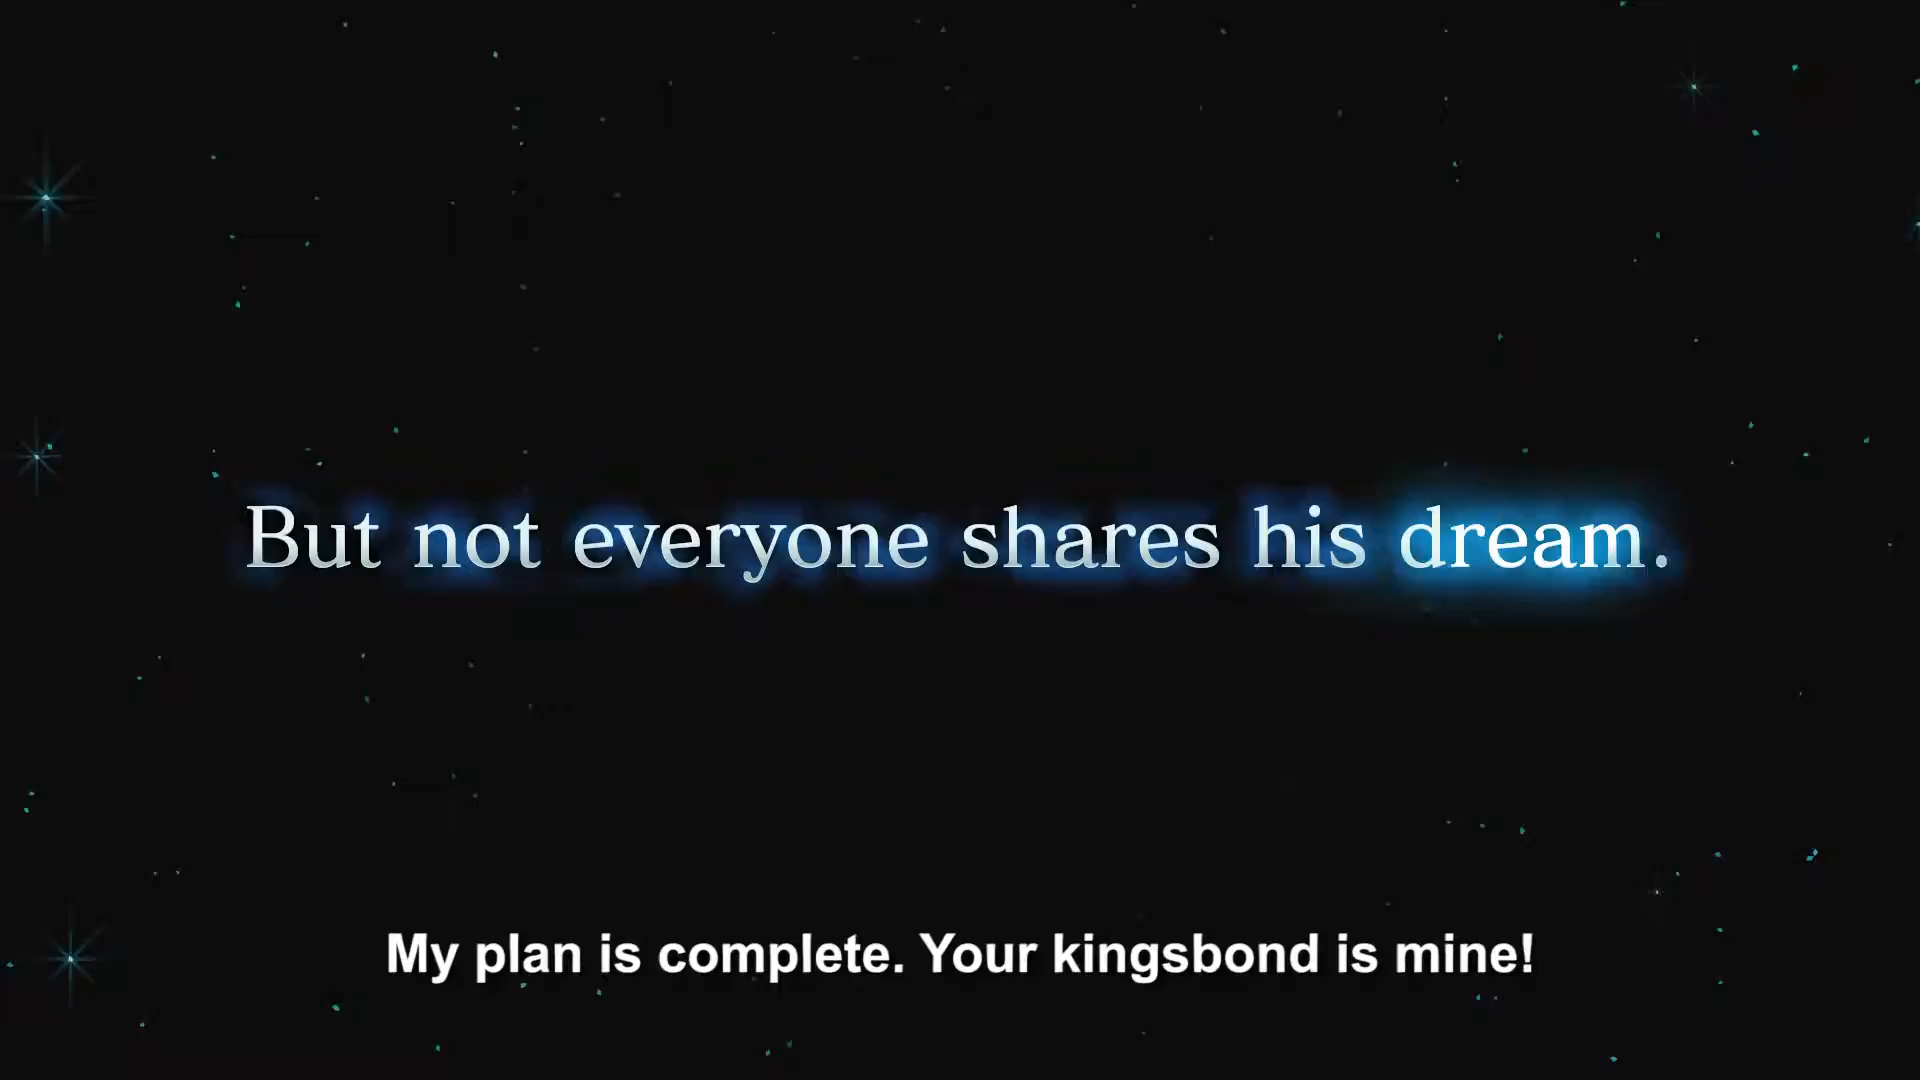 But not everyone shares his dream.
My plan is complete. Your kingsbond is mine!